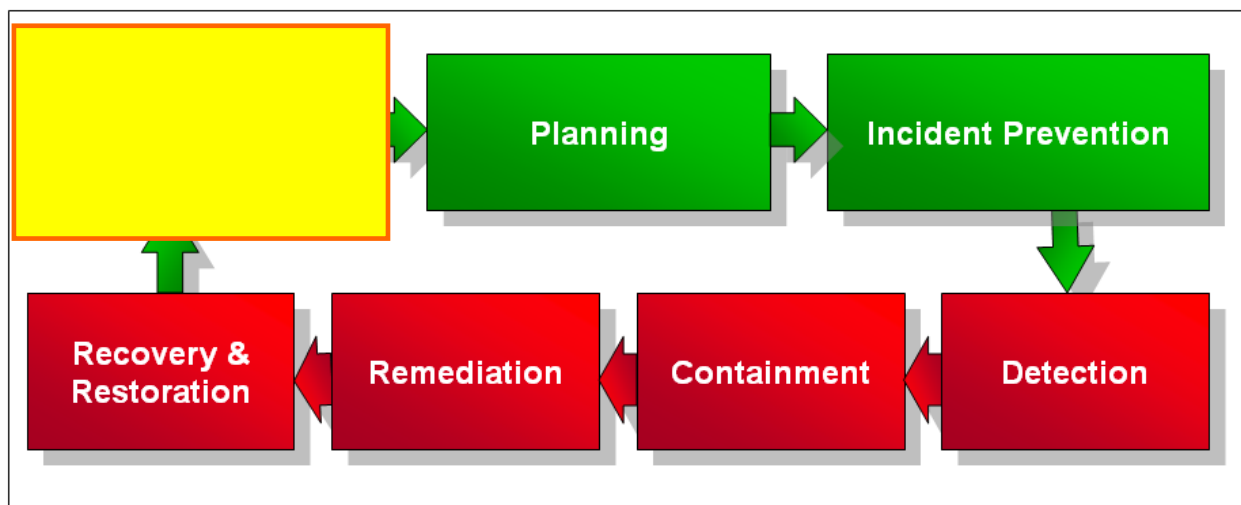 Planning
Incident Prevention
Recovery &
Restoration
Remediation
Containment
Detection